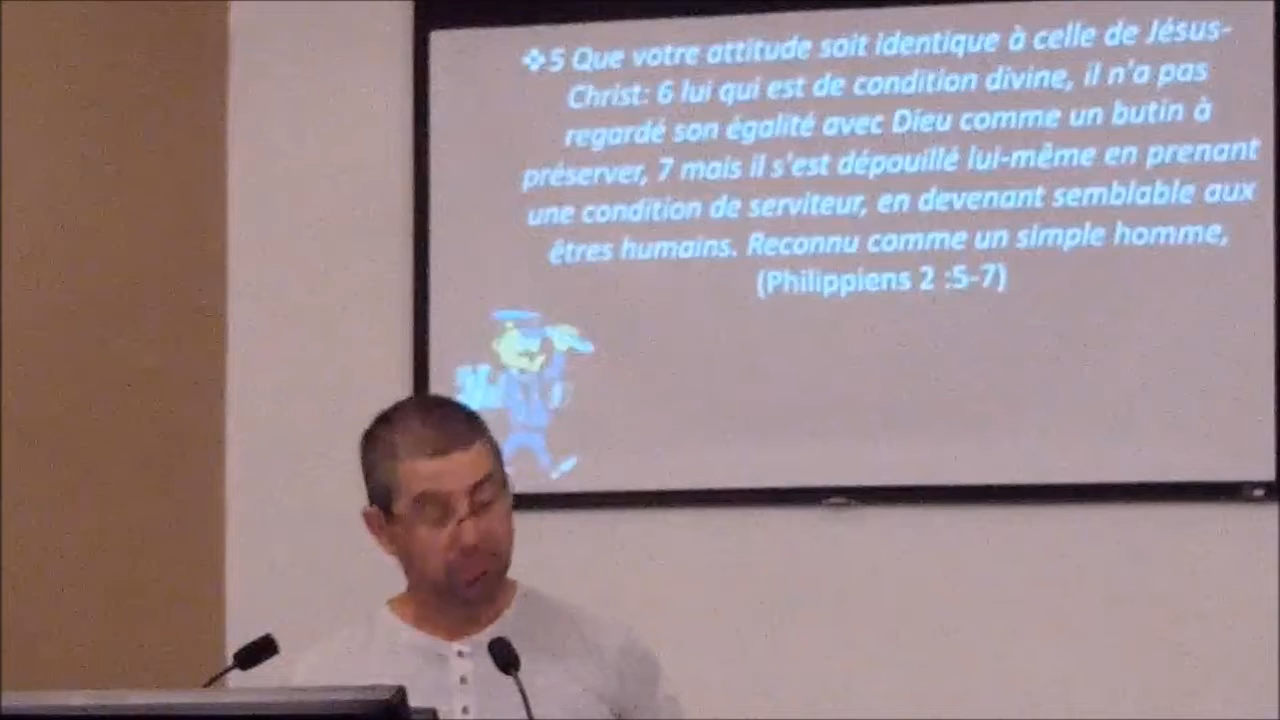 ❖5 Que votre attitude soit identique à celle de Jésus-
Christ: 6 lui qui est de condition divine, il n'a pas
regardé son égalité avec Dieu comme un butin à
préserver, 7 mais il s'est dépouillé lui-même en prenant
une condition de serviteur, en devenant semblable aux
êtres humains. Reconnu comme un simple homme,
(Philippiens 2 :5-7)